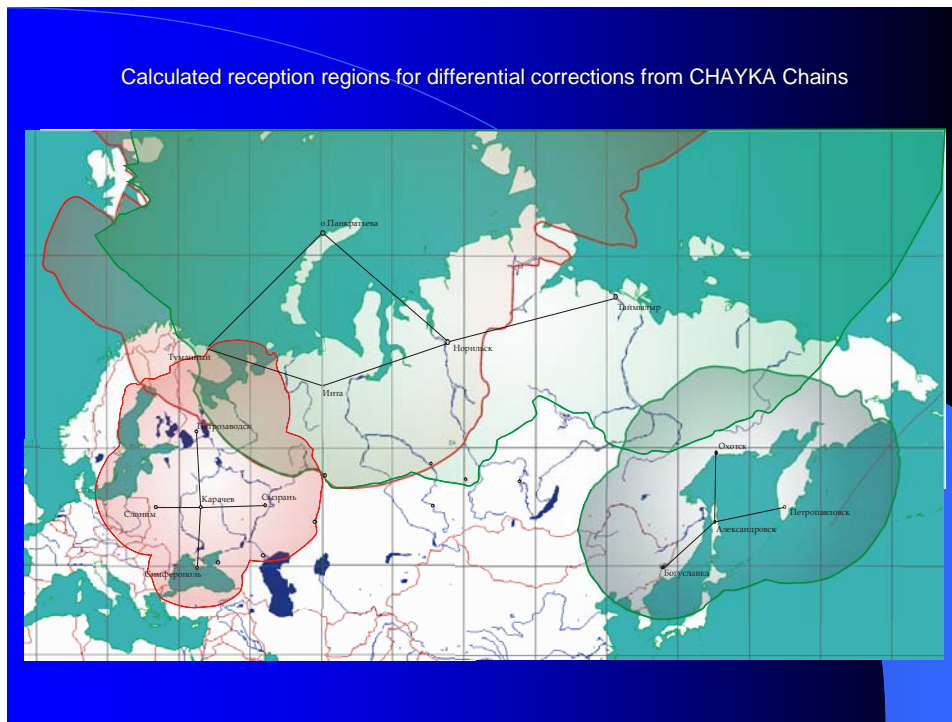 Calculated reception regions for differential corrections from CHAYKA Chains
о.Панкратьева
Таймылыр
Туманный
Норильск
Инта
Петрозаводск
Охотск
Сызрань
Карачев
Слоним
Петропавловск
Александровск
Симферополь
Богуславка